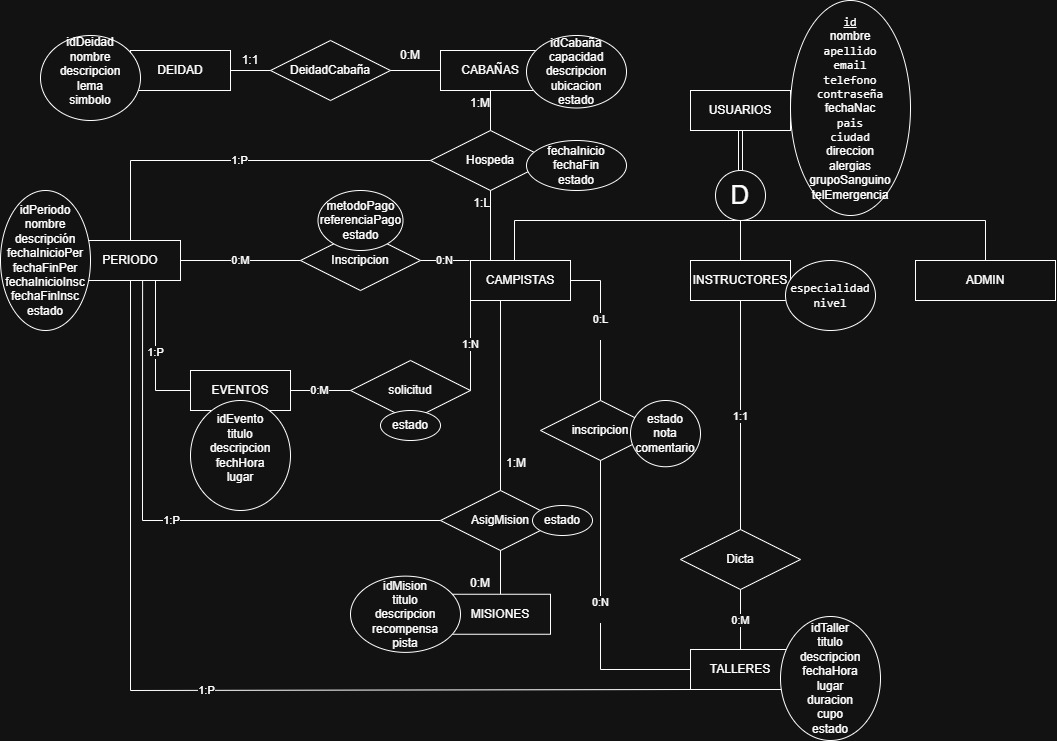 idDeidad
nombre
descripcion
lema
simbolo
DEIDAD
1:1
DeidadCabaña
0:M
CABAÑAS
idCabaña
capacidad
descripcion
ubicacion
estado
USUARIOS
id
nombre
apellido
email
telefono
contraseña
fechaNac
pais
ciudad
direccion
alergias
grupoSanguino
telEmergencia
D
1:M
Hospeda
fechaInicio
fechaFin
estado
1:P
1:L
idPeriodo
nombre
descripción
fechaInicioPer
fechaFinPer
fechaInicioInsc
fechaFinInsc
estado
PERIODO
0:M
metodoPago
referenciaPago
estado
Inscripcion
0:N
CAMPISTAS
INSTRUCTORES
especialidad
nivel
ADMIN
1:P
EVENTOS
idEvento
titulo
descripcion
fechHora
lugar
0:M
solicitud
estado
1:N
0:L
inscripcion
estado
nota
comentario
1:1
1:M
1:P
AsigMision
estado
0:M
idMision
titulo
descripcion
recompensa
pista
MISIONES
Dicta
0:N
0:M
TALLERES
idTaller
titulo
descripcion
fechaHora
lugar
duracion
cupo
estado
1:P